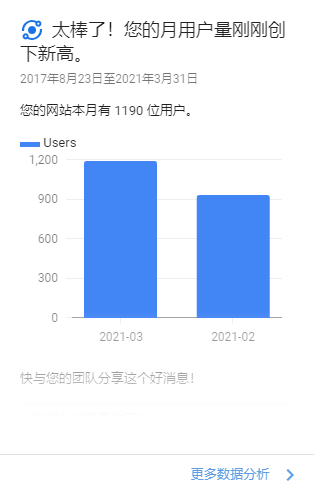 太棒了！您的月用户量刚刚创
下新高。
2017年8月23日至2021年3月31日
您的网站本月有 1190 位用户。
Users
1,200
900
600
300
0
2021-03 2021-02
快与您的团队分享这个好消息！
更多数据分析